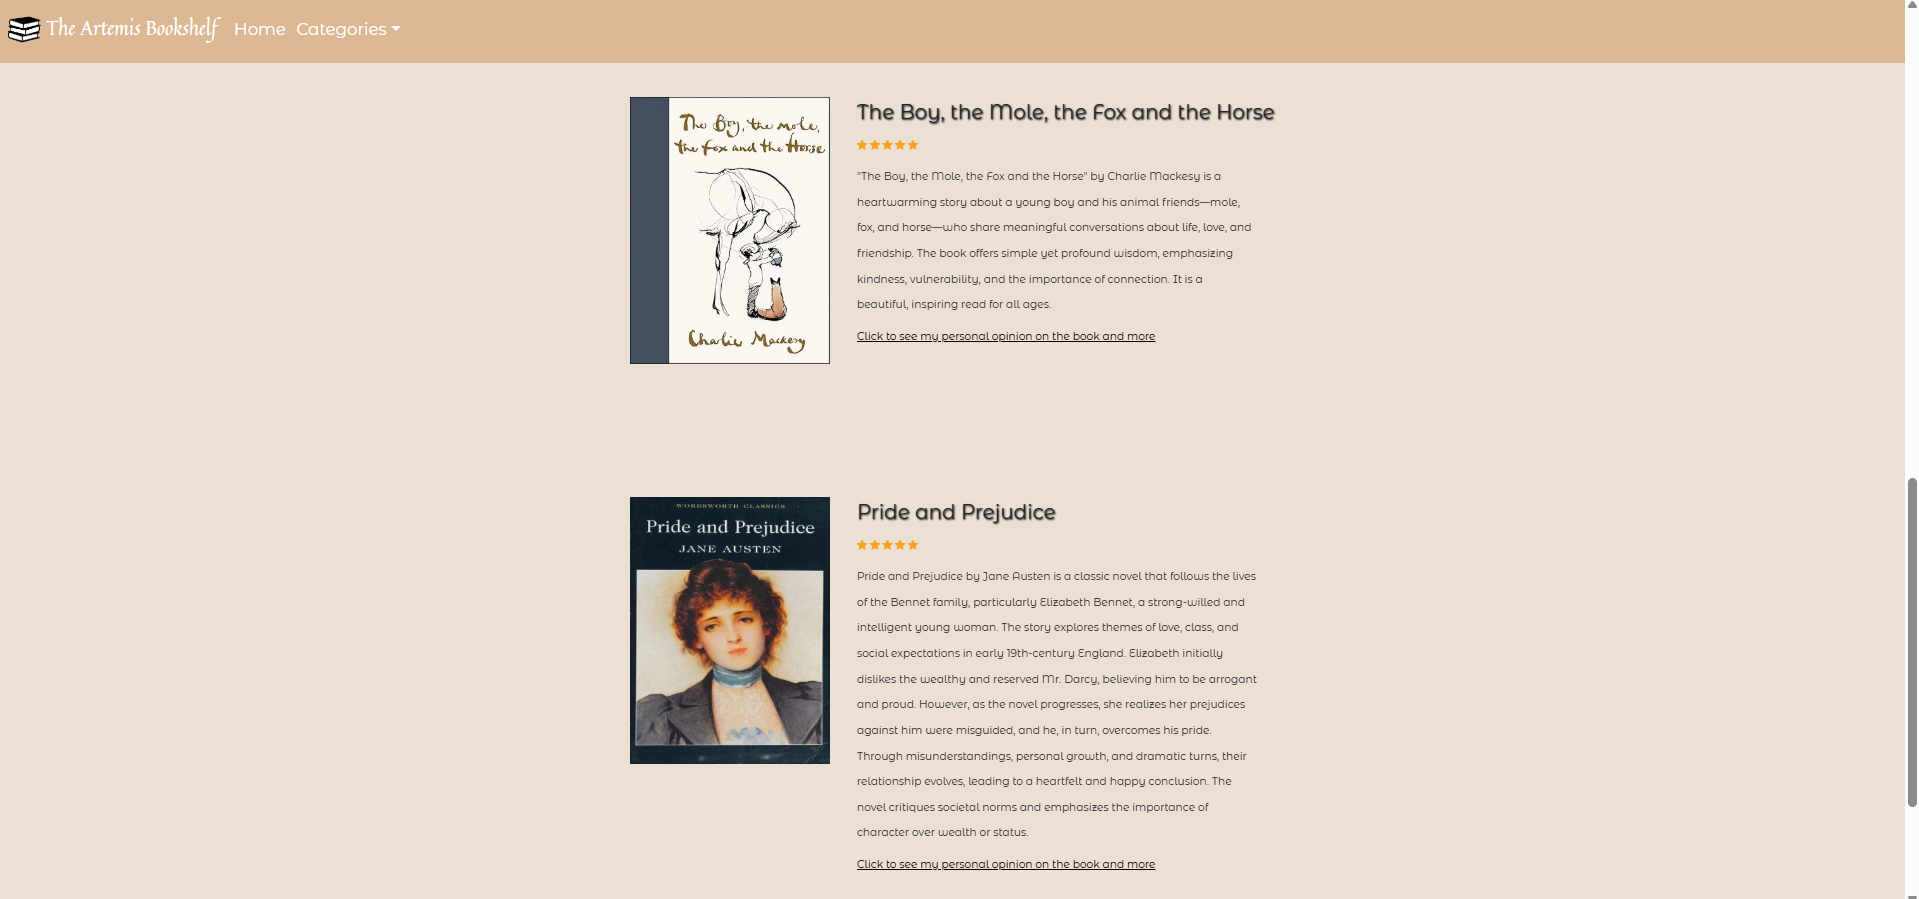 The Artemis Bookshelf Home Categories
The Boy, the mole,
the fox and the Horse
Charlie Mackesy
The Boy, the Mole, the Fox and the Horse
"The Boy, the Mole, the Fox and the Horse" by Charlie Mackesy is a
heartwarming story about a young boy and his animal friends—mole,
fox, and horse—who share meaningful conversations about life, love, and
friendship. The book offers simple yet profound wisdom, emphasizing
kindness, vulnerability, and the importance of connection. It is a
beautiful, inspiring read for all ages.
Click to see my personal opinion on the book and more
WORDSWORTH CLASSICS
Pride and Prejudice
JANE AUSTEN
Pride and Prejudice
Pride and Prejudice by Jane Austen is a classic novel that follows the lives
of the Bennet family, particularly Elizabeth Bennet, a strong-willed and
intelligent young woman. The story explores themes of love, class, and
social expectations in early 19th-century England. Elizabeth initially
dislikes the wealthy and reserved Mr. Darcy, believing him to be arrogant
and proud. However, as the novel progresses, she realizes her prejudices
against him were misguided, and he, in turn, overcomes his pride.
Through misunderstandings, personal growth, and dramatic turns, their
relationship evolves, leading to a heartfelt and happy conclusion. The
novel critiques societal norms and emphasizes the importance of
character over wealth or status.
Click to see my personal opinion on the book and more